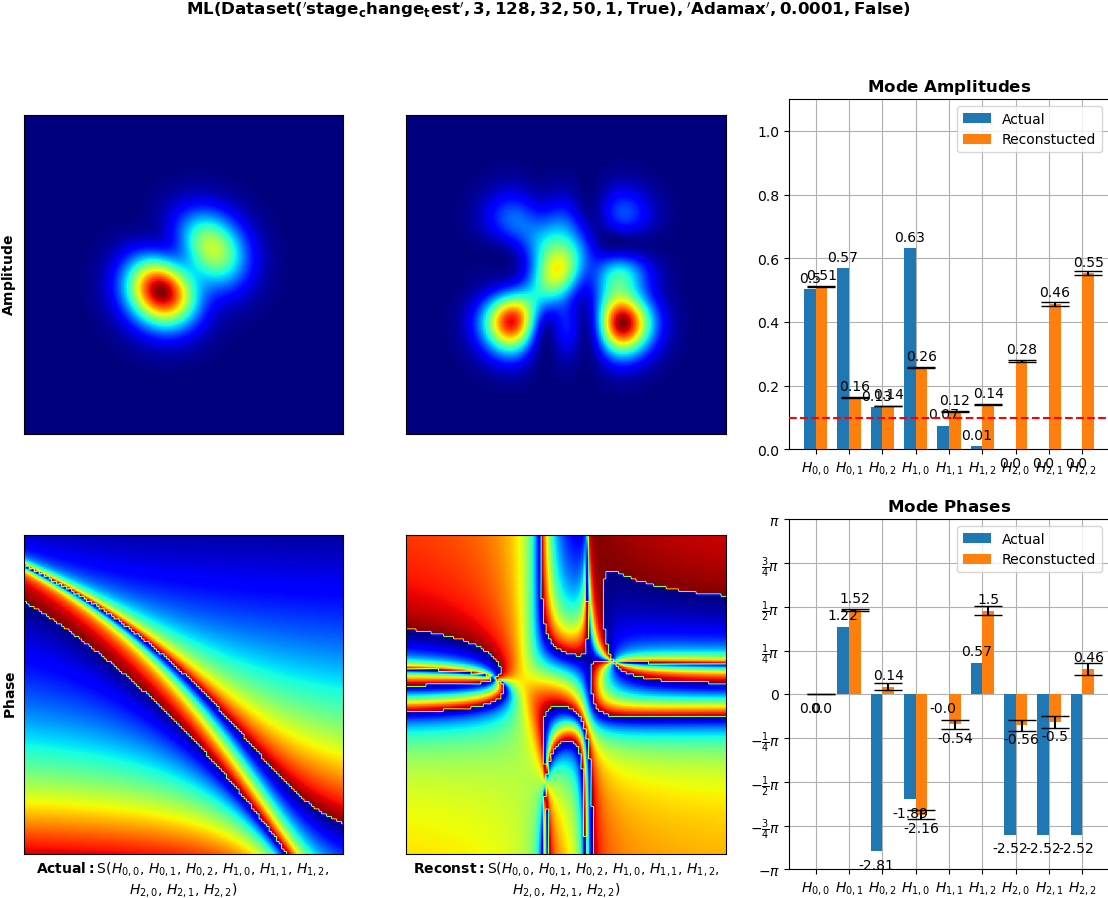 ML(Dataset('stage_change_test', 3, 128, 32, 50, 1, True), 'Adamax', 0.0001, False)
Amplitude
Mode Amplitudes
Actual
Reconstucted
1.0
0.8
0.6
0.4
0.2
0.0
0.5 0.51
0.57 0.16
0.13 0.14
0.63 0.26
0.07 0.12
0.01 0.14
0.0 0.28
0.0 0.46
0.0 0.55
H0,0 H0,1 H0,2 H1,0 H1,1 H1,2 H2,0 H2,1 H2,2
Phase
Actual: S(H0,0, H0,1, H0,2, H1,0, H1,1, H1,2,
H2,0, H2,1, H2,2)
Reconst: S(H0,0, H0,1, H0,2, H1,0, H1,1, H1,2,
H2,0, H2,1, H2,2)
Mode Phases
Actual
Reconstucted
π
3/4π
1/2π
1/4π
0
−1/4π
−1/2π
−3/4π
−π
0.0 0.0
1.22 1.52
-2.81 0.14
-1.89 -2.16
-0.0 -0.54
0.57 1.5
-2.52 -0.56
-2.52 -0.5
-2.52 0.46
H0,0 H0,1 H0,2 H1,0 H1,1 H1,2 H2,0 H2,1 H2,2